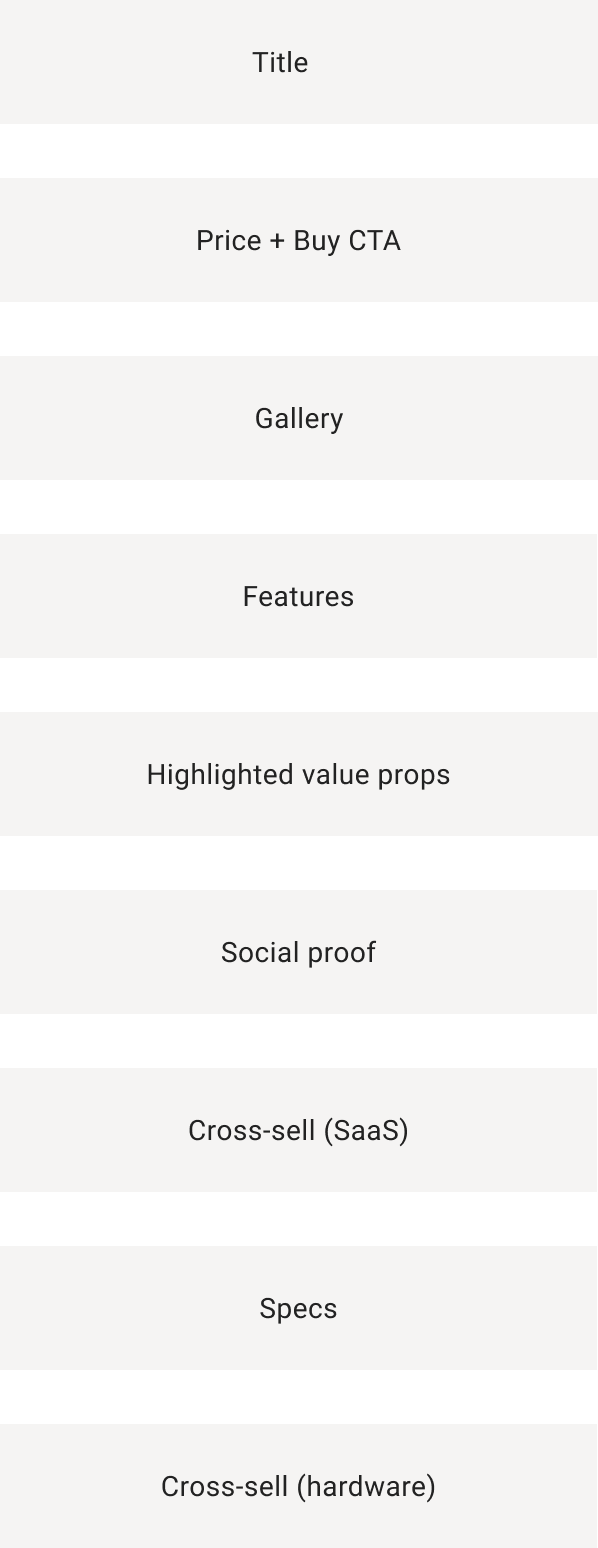 Title
Price + Buy CTA
Gallery
Features
Highlighted value props
Social proof
Cross-sell (SaaS)
Specs
Cross-sell (hardware)